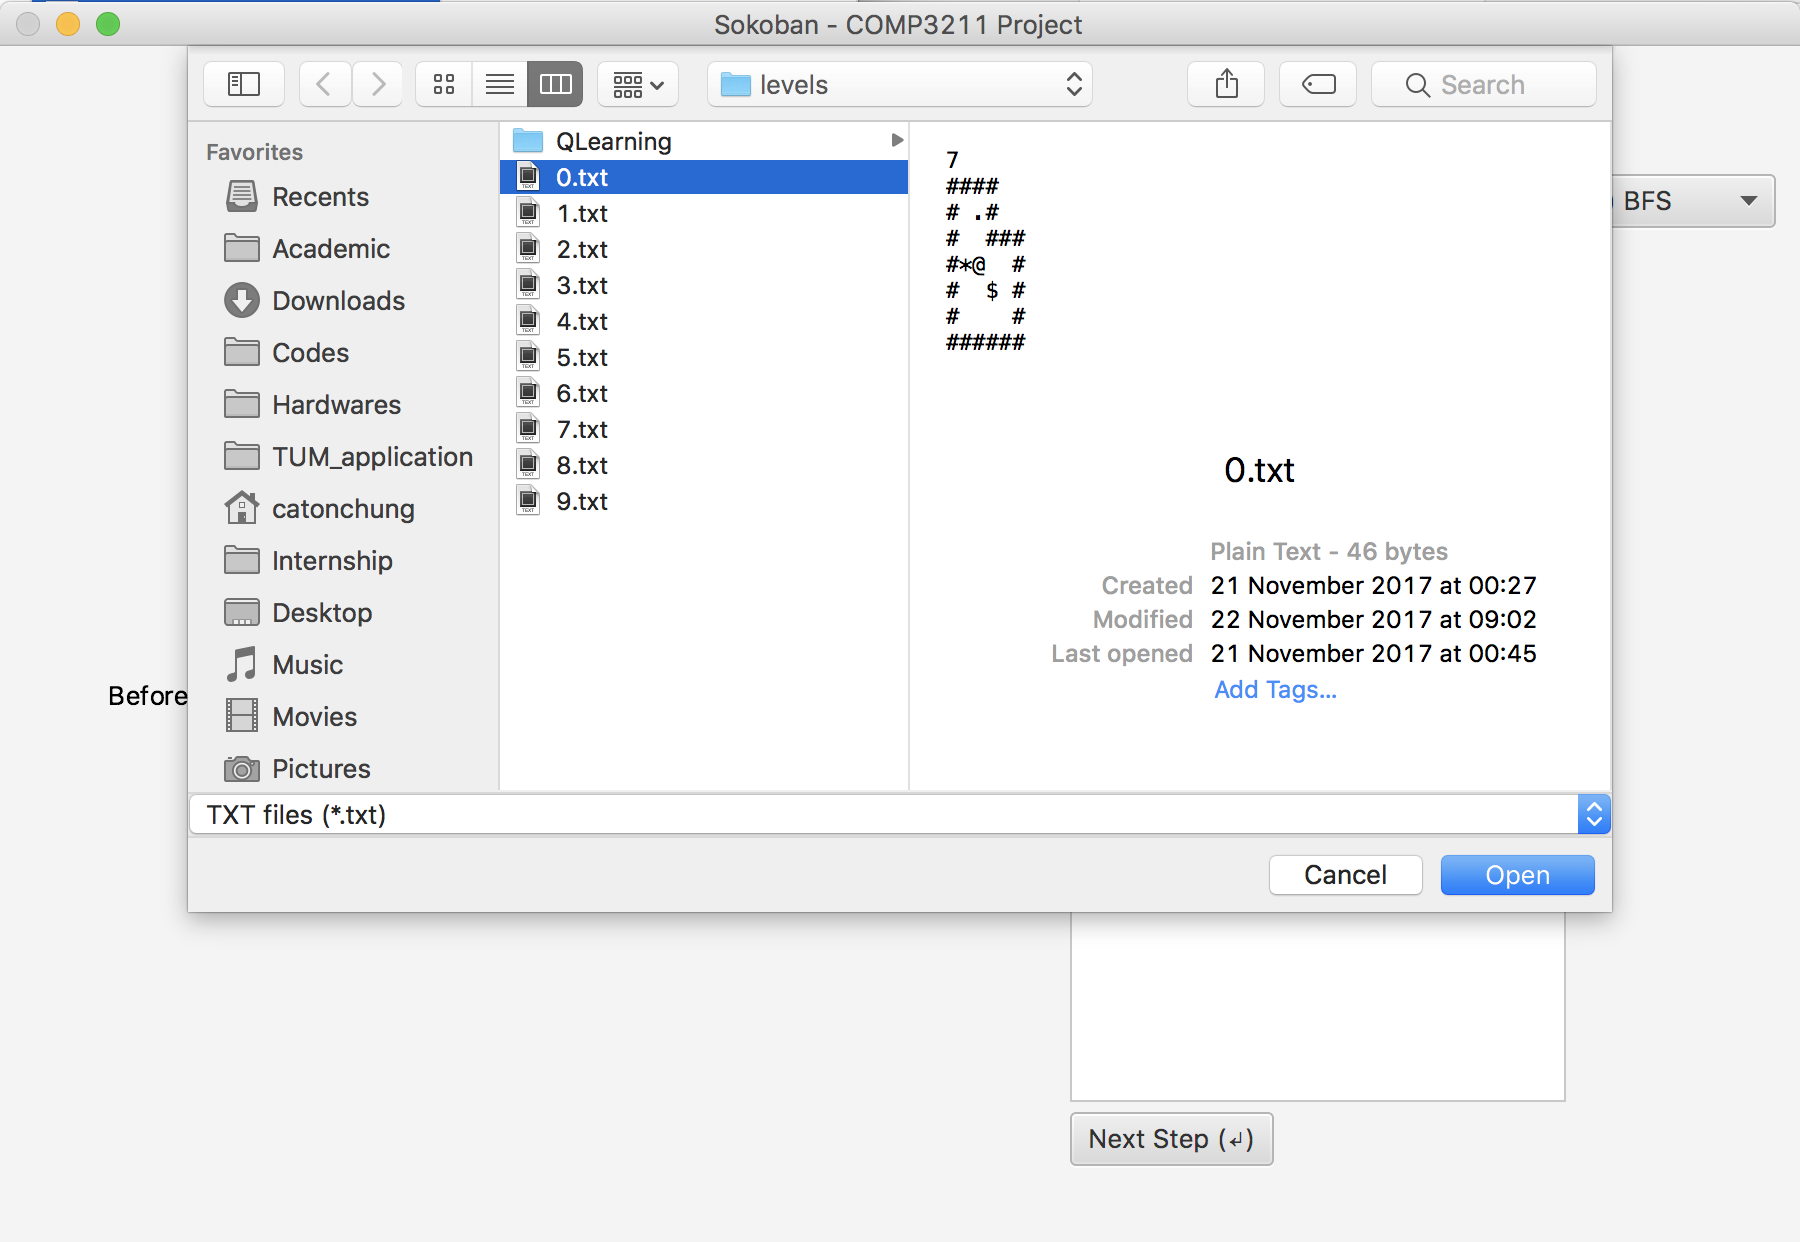 Sokoban - COMP3211 Project
levels
Search
Favorites
Recents
Academic
Downloads
Codes
Hardwares
TUM_application
catonchung
Internship
Desktop
Music
Movies
Pictures
QLearning
0.txt
1.txt
2.txt
3.txt
4.txt
5.txt
6.txt
7.txt
8.txt
9.txt
7
####
# .#
#  ###
#*@  #
#  $ #
#    #
######
0.txt
Plain Text - 46 bytes
Created 21 November 2017 at 00:27
Modified 22 November 2017 at 09:02
Last opened 21 November 2017 at 00:45
Add Tags...
BFS
Before
TXT files (*.txt)
Cancel
Open
Next Step (↲)